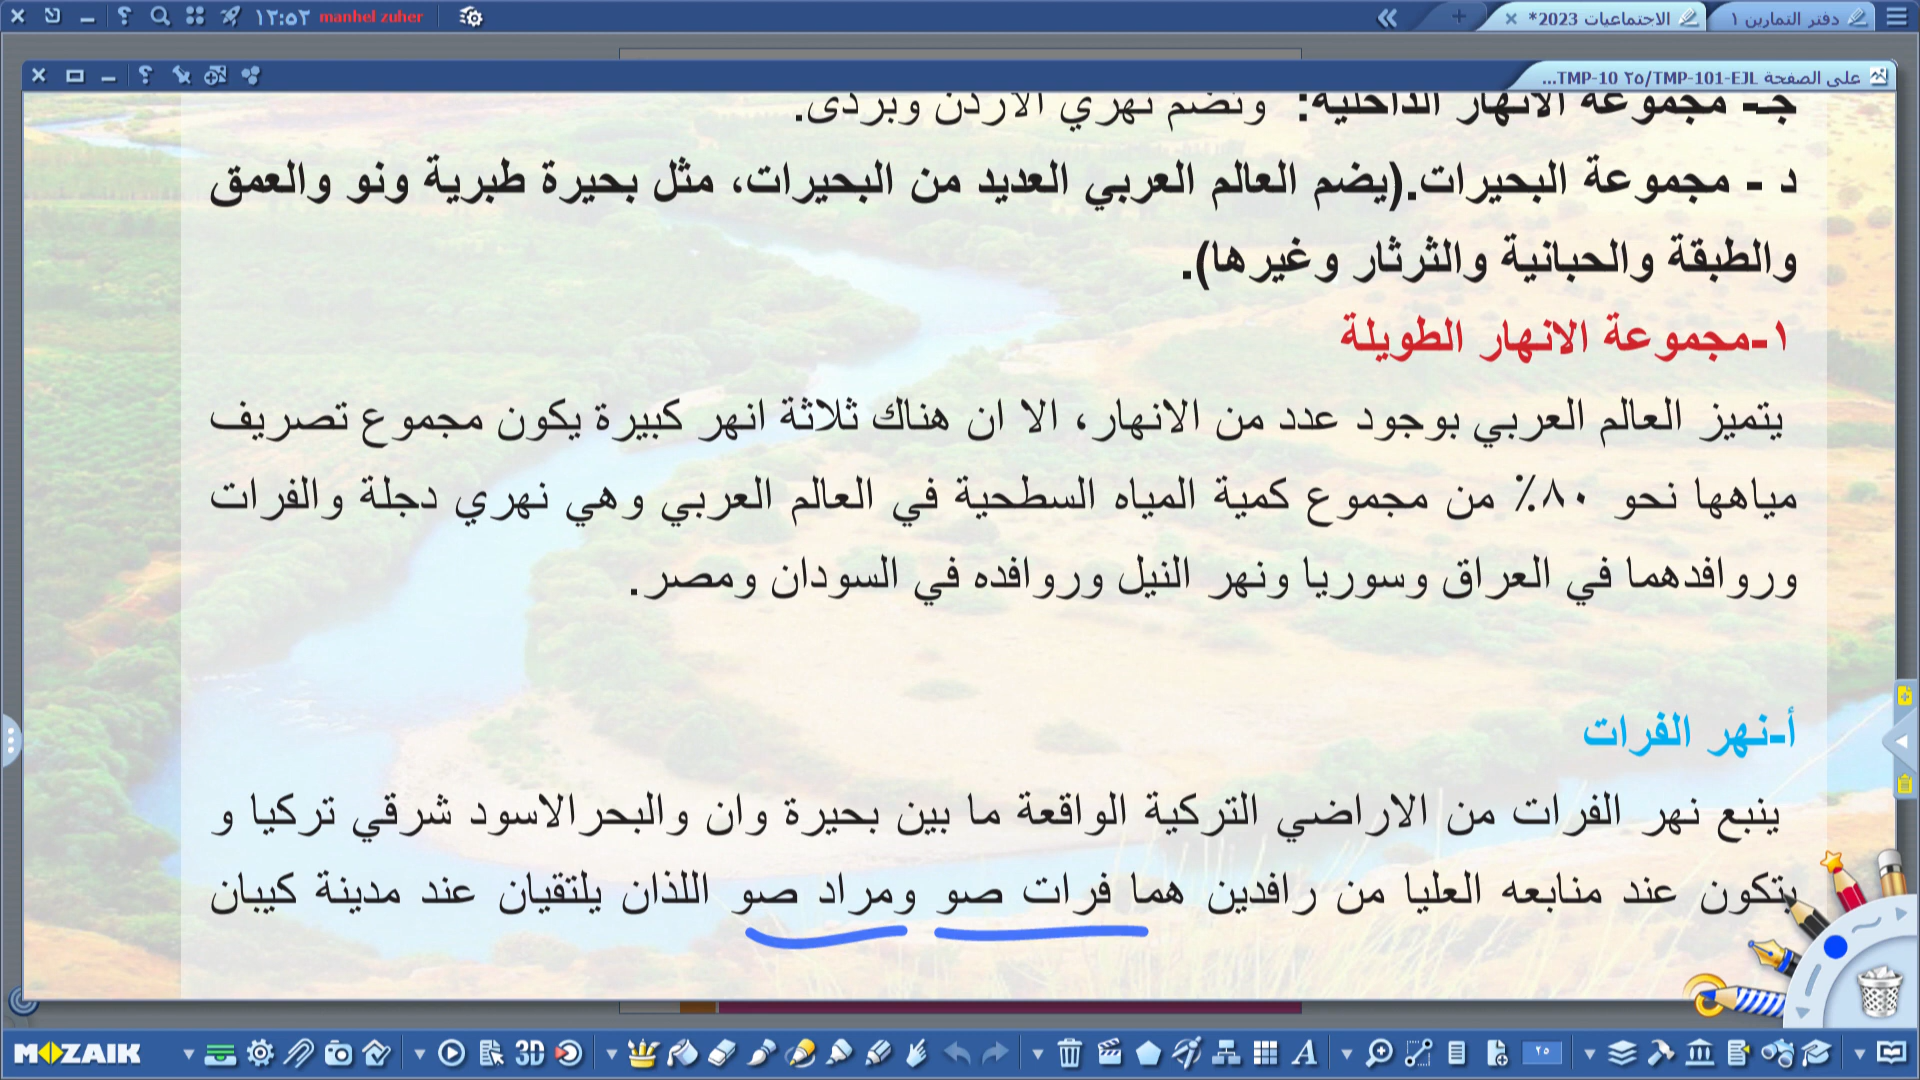 manhel zuher ١٢:٥٢
دفتر التمارين ١
الاجتماعيات 2023*
على الصفحة TMP-10 ٢٥/TMP-101-EJL...
جـ- مجموعة الانهار الداخلية: وتضم نهري الاردن وبردى.
د - مجموعة البحيرات.(يضم العالم العربي العديد من البحيرات، مثل بحيرة طبرية ونو والعمق
والطبقة والحبانية والثرثار وغيرها).
١-مجموعة الانهار الطويلة
يتميز العالم العربي بوجود عدد من الانهار، الا ان هناك ثلاثة انهر كبيرة يكون مجموع تصريف
مياهها نحو ٨٠٪ من مجموع كمية المياه السطحية في العالم العربي وهي نهري دجلة والفرات
وروافدهما في العراق وسوريا ونهر النيل وروافده في السودان ومصر.
أ-نهر الفرات
ينبع نهر الفرات من الاراضي التركية الواقعة ما بين بحيرة وان والبحرالاسود شرقي تركيا و
يتكون عند منابعه العليا من رافدين هما فرات صو ومراد صو اللذان يلتقيان عند مدينة كيبان
MOZAIK
3D
A
٢٥